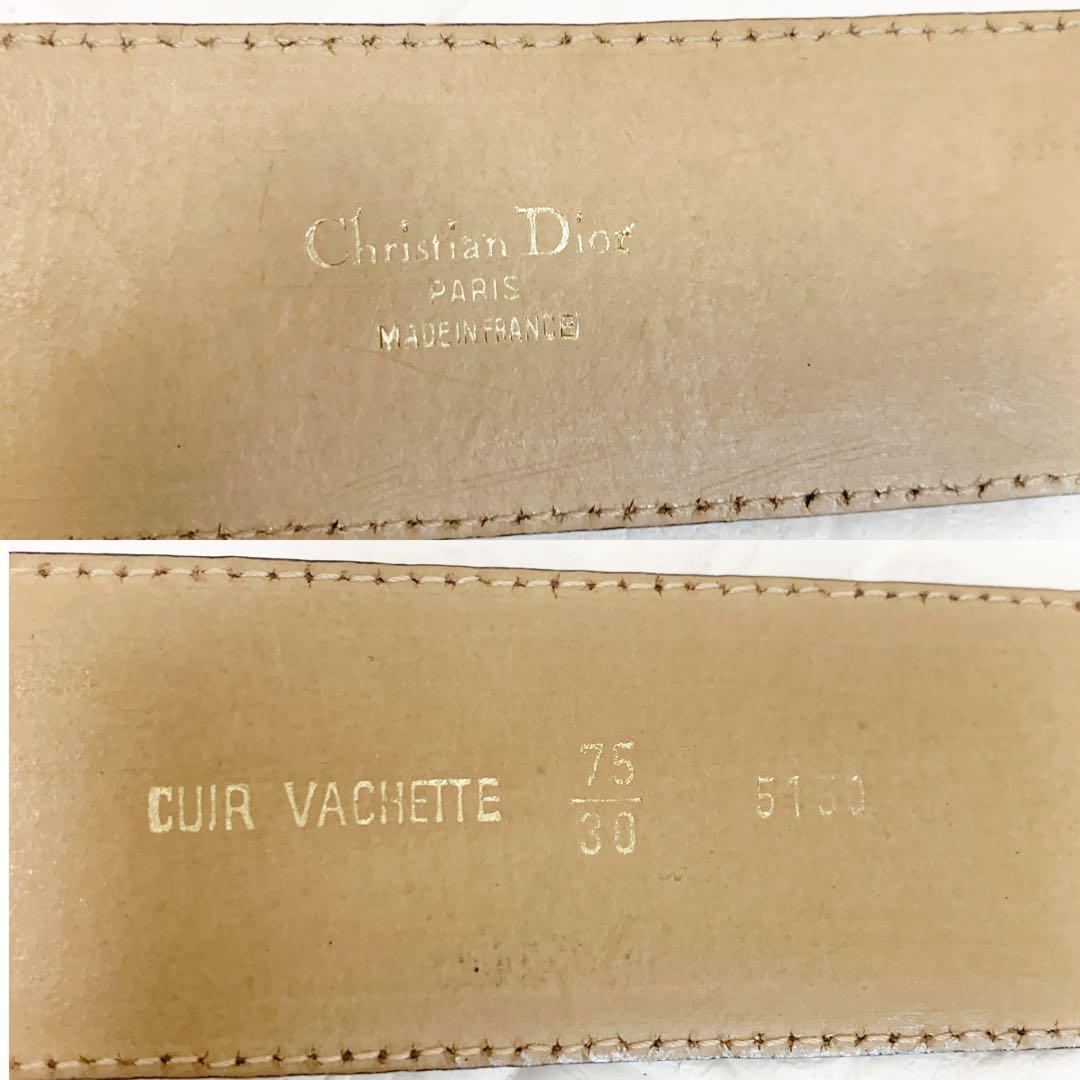 Christian Dior
PARIS
MADE IN FRANCE
CUIR VACHETTE 75/30